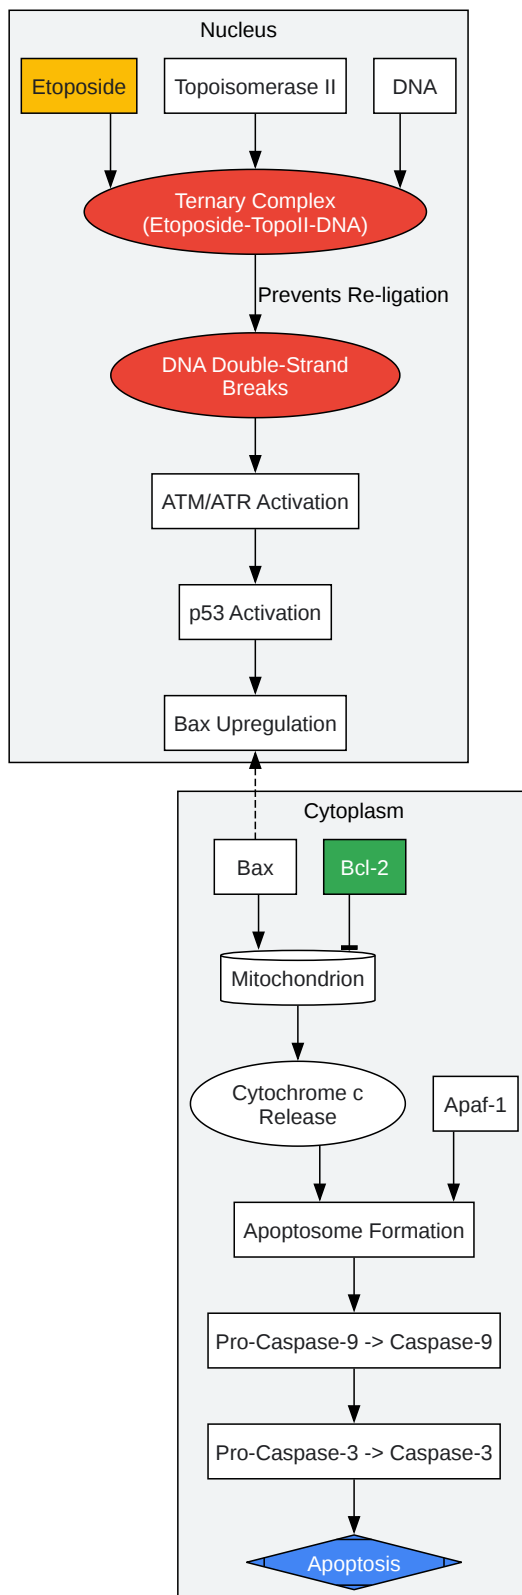 Nucleus
Etoposide
Topoisomerase II
DNA
Ternary Complex
(Etoposide-TopoII-DNA)
Prevents Re-ligation
DNA Double-Strand
Breaks
ATM/ATR Activation
p53 Activation
Bax Upregulation
Cytoplasm
Bax
Bcl-2
Mitochondrion
Cytochrome c
Release
Apaf-1
Apoptosome Formation
Pro-Caspase-9 -> Caspase-9
Pro-Caspase-3 -> Caspase-3
Apoptosis